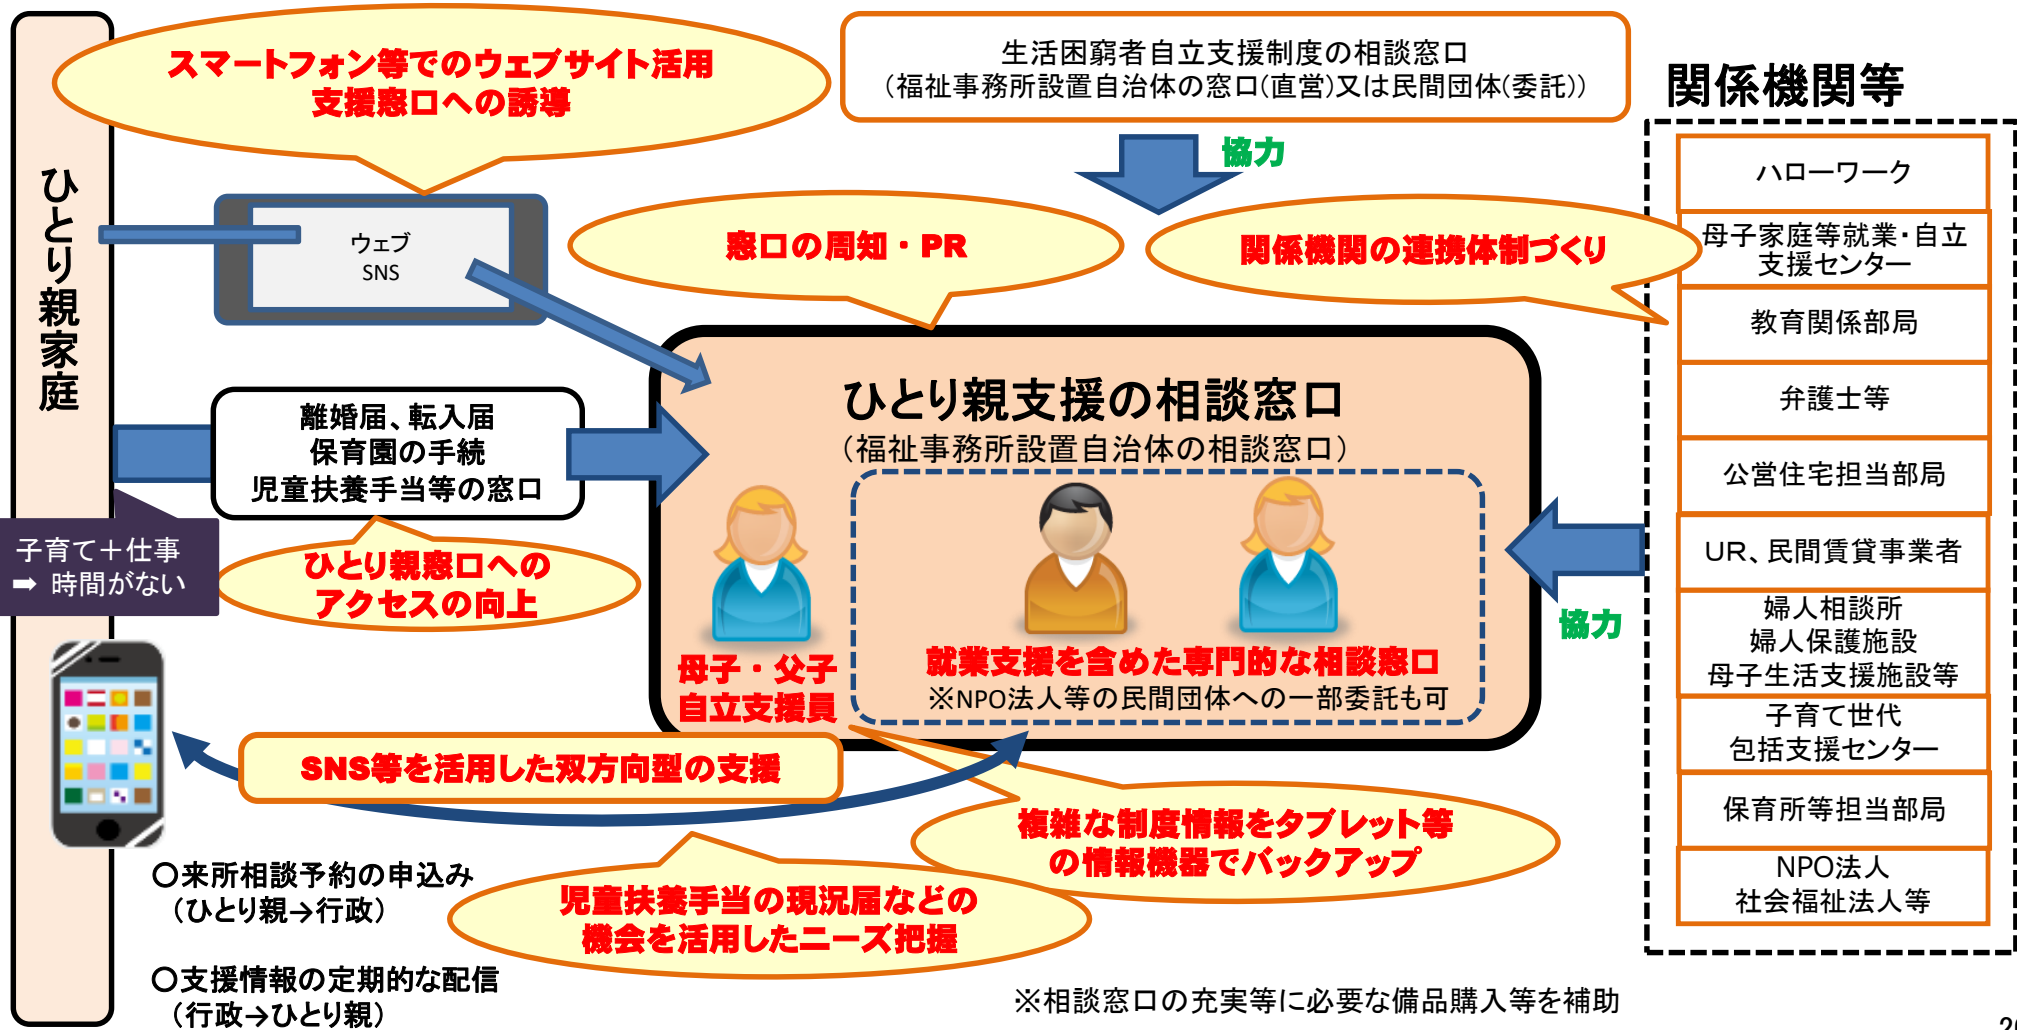 スマートフォン等でのウェブサイト活用
支援窓口への誘導
生活困窮者自立支援制度の相談窓口
（福祉事務所設置自治体の窓口(直営)又は民間団体(委託)）
協力
関係機関等
ハローワーク
母子家庭等就業・自立
支援センター
教育関係部局
弁護士等
公営住宅担当部局
UR、民間賃貸事業者
婦人相談所
婦人保護施設
母子生活支援施設等
子育て世代
包括支援センター
保育所等担当部局
NPO法人
社会福祉法人等
協力
ひとり親家庭
ウェブ
SNS
窓口の周知・PR
関係機関の連携体制づくり
離婚届、転入届
保育園の手続
児童扶養手当等の窓口
子育て＋仕事
➡ 時間がない
ひとり親窓口への
アクセスの向上
ひとり親支援の相談窓口
（福祉事務所設置自治体の相談窓口）
母子・父子
自立支援員
就業支援を含めた専門的な相談窓口
※NPO法人等の民間団体への一部委託も可
SNS等を活用した双方向型の支援
複雑な制度情報をタブレット等
の情報機器でバックアップ
児童扶養手当の現況届などの
機会を活用したニーズ把握
〇来所相談予約の申込み
（ひとり親→行政）
〇支援情報の定期的な配信
（行政→ひとり親）
※相談窓口の充実等に必要な備品購入等を補助